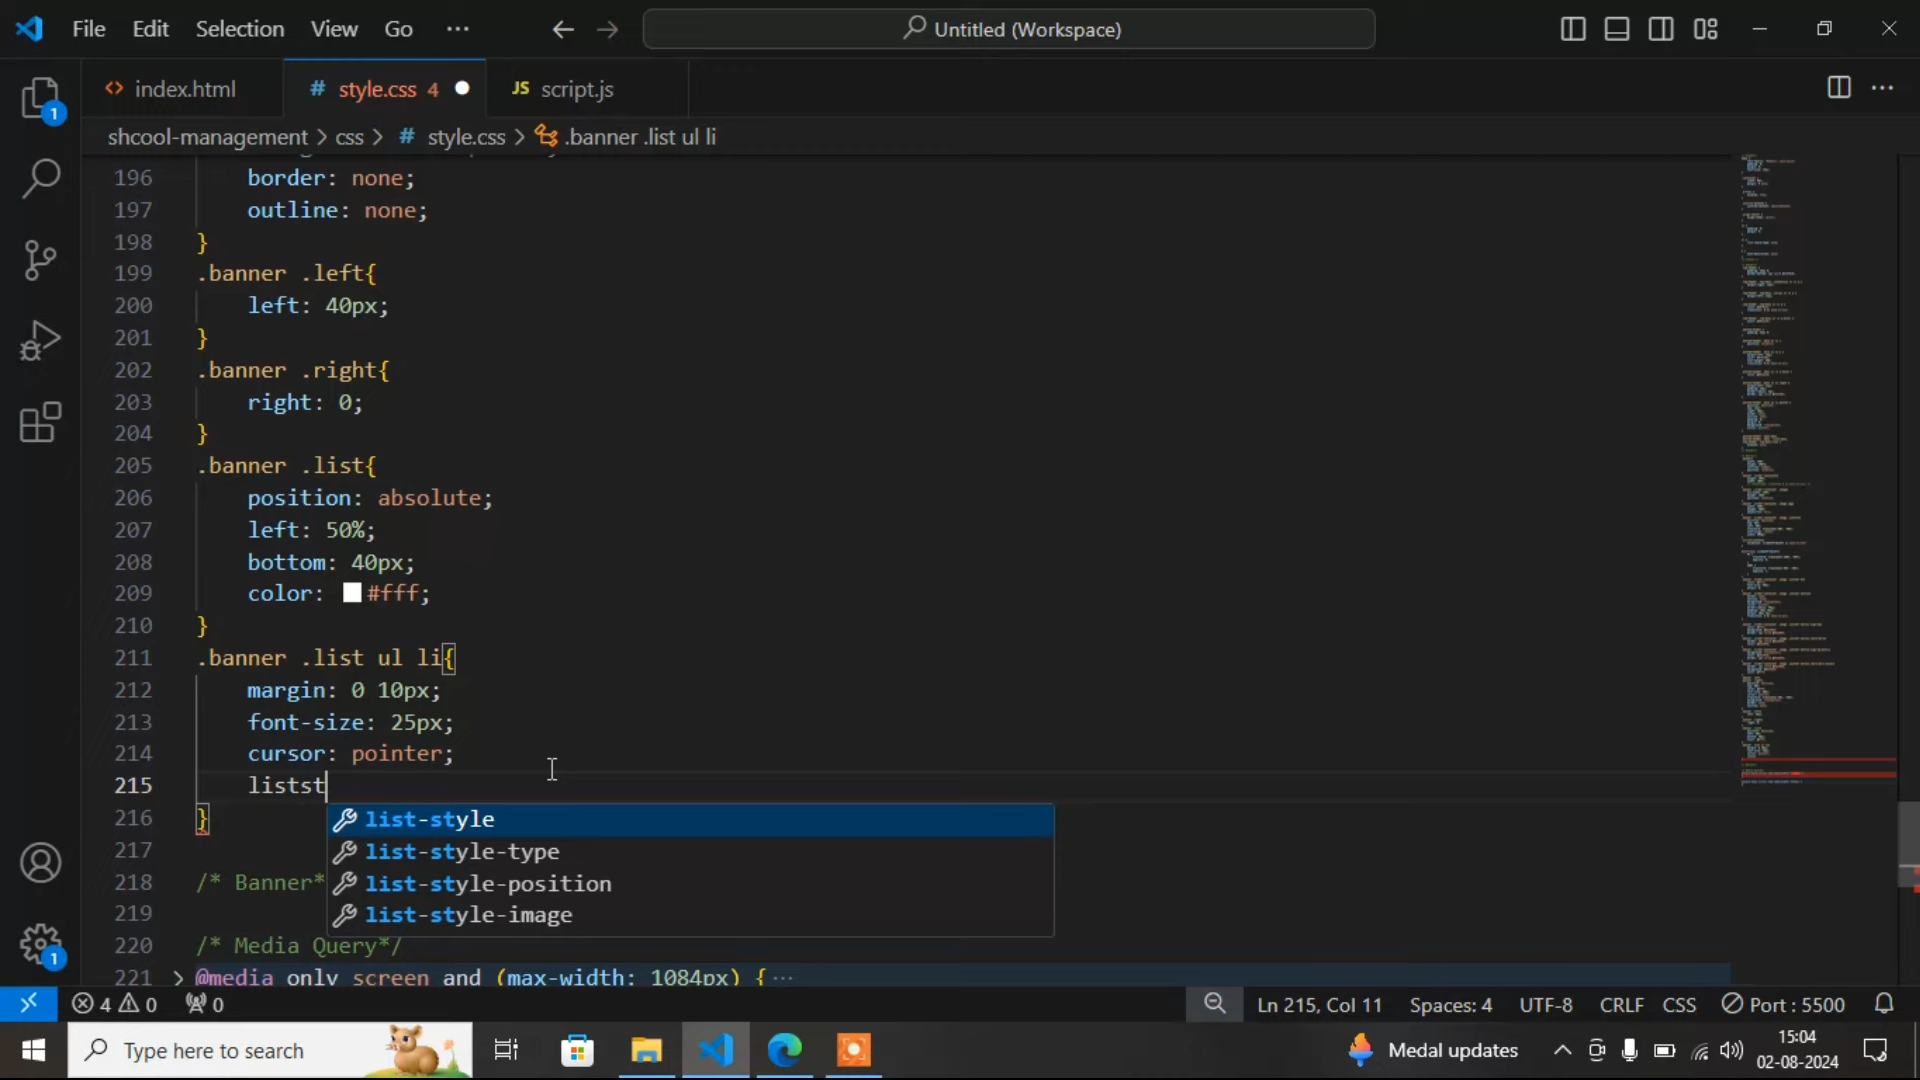 File Edit Selection View Go ··· Untitled (Workspace)
<> index.html # style.css 4 JS script.js
shcool-management > css > # style.css > .banner .list ul li
196 border: none;
197 outline: none;
198 }
199 .banner .left{
200 left: 40px;
201 }
202 .banner .right{
203 right: 0;
204 }
205 .banner .list{
206 position: absolute;
207 left: 50%;
208 bottom: 40px;
209 color: #fff;
210 }
211 .banner .list ul li{
212 margin: 0 10px;
213 font-size: 25px;
214 cursor: pointer;
215 listst
216 }
list-style
217
list-style-type
218 /* Banner*
list-style-position
219
list-style-image
220 /* Media Query*/
221 > @media only screen and (max-width: 1084px) { ···
1
1
4 0 0 Ln 215, Col 11 Spaces: 4 UTF-8 CRLF CSS Port : 5500
Type here to search Medal updates 15:04
02-08-2024